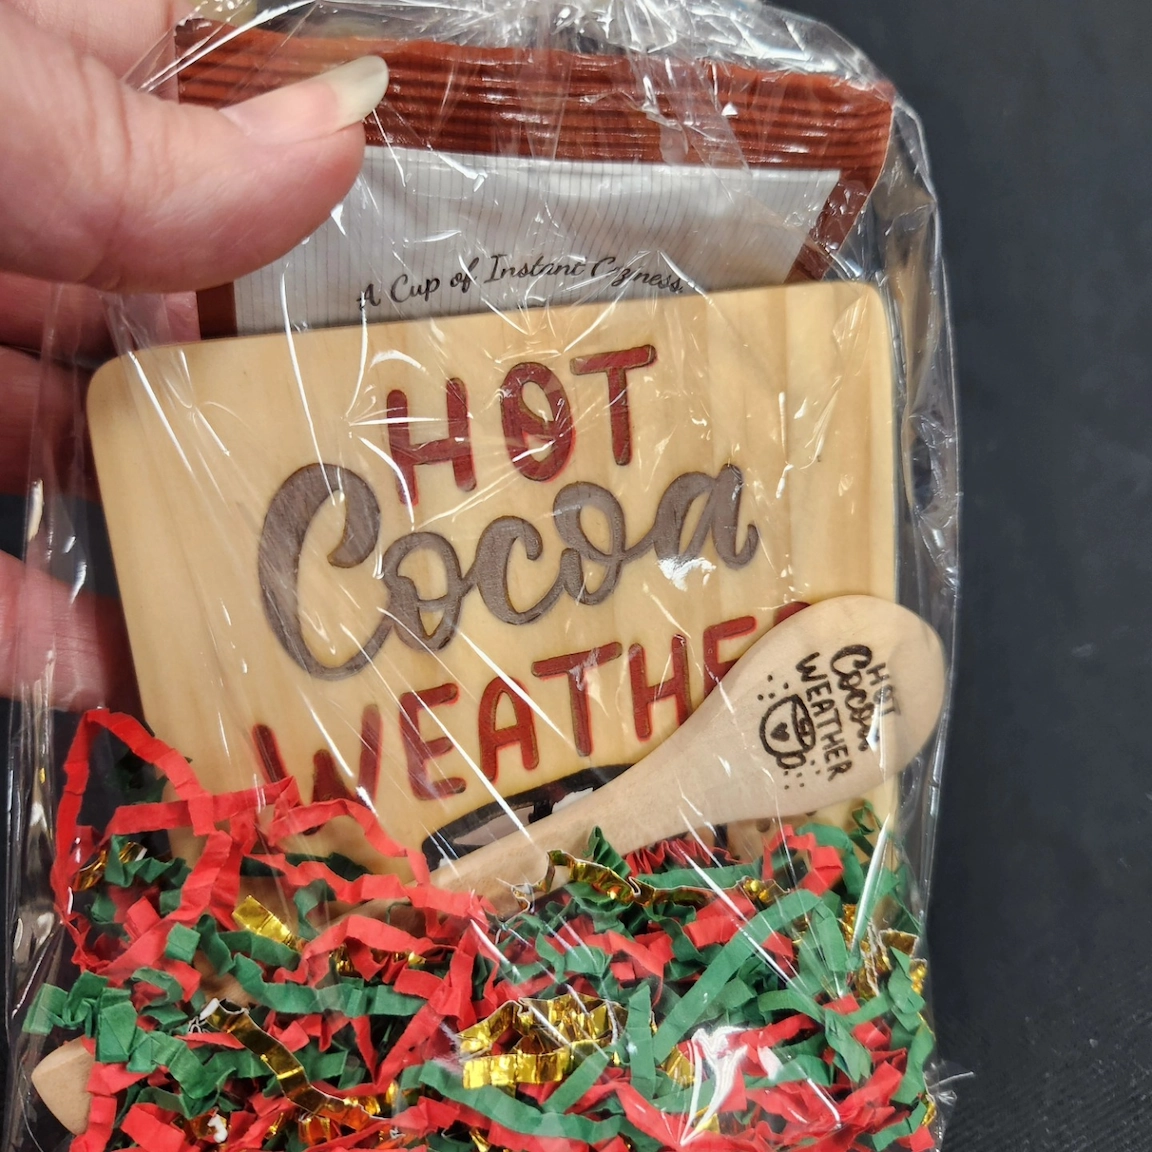 A Cup of Instant Coziness.
HOT
Cocoa
WEATHE
HOT
Cocoa
WEATHER